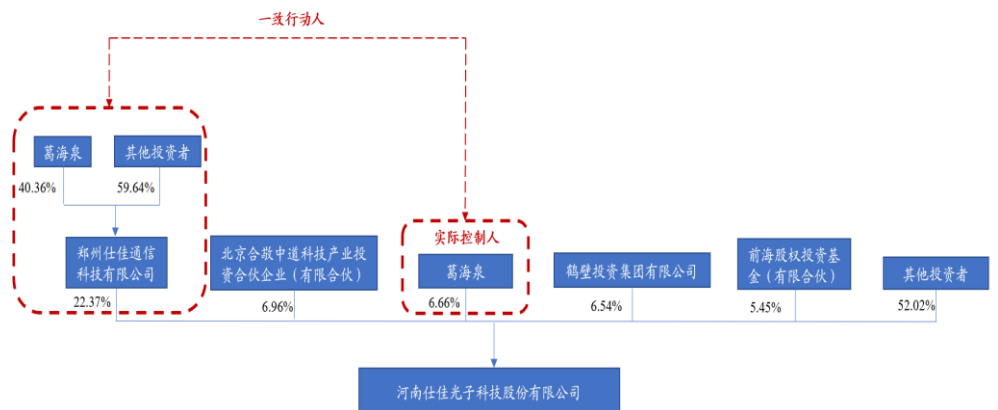 一致行动人
葛海泉
其他投资者
40.36%
59.64%
郑州仕佳通信
科技有限公司
22.37%
北京合敬中道科技产业投
资合伙企业（有限合伙）
6.96%
实际控制人
葛海泉
6.66%
鹤壁投资集团有限公司
6.54%
前海股权投资基
金（有限合伙）
5.45%
其他投资者
52.02%
河南仕佳光子科技股份有限公司